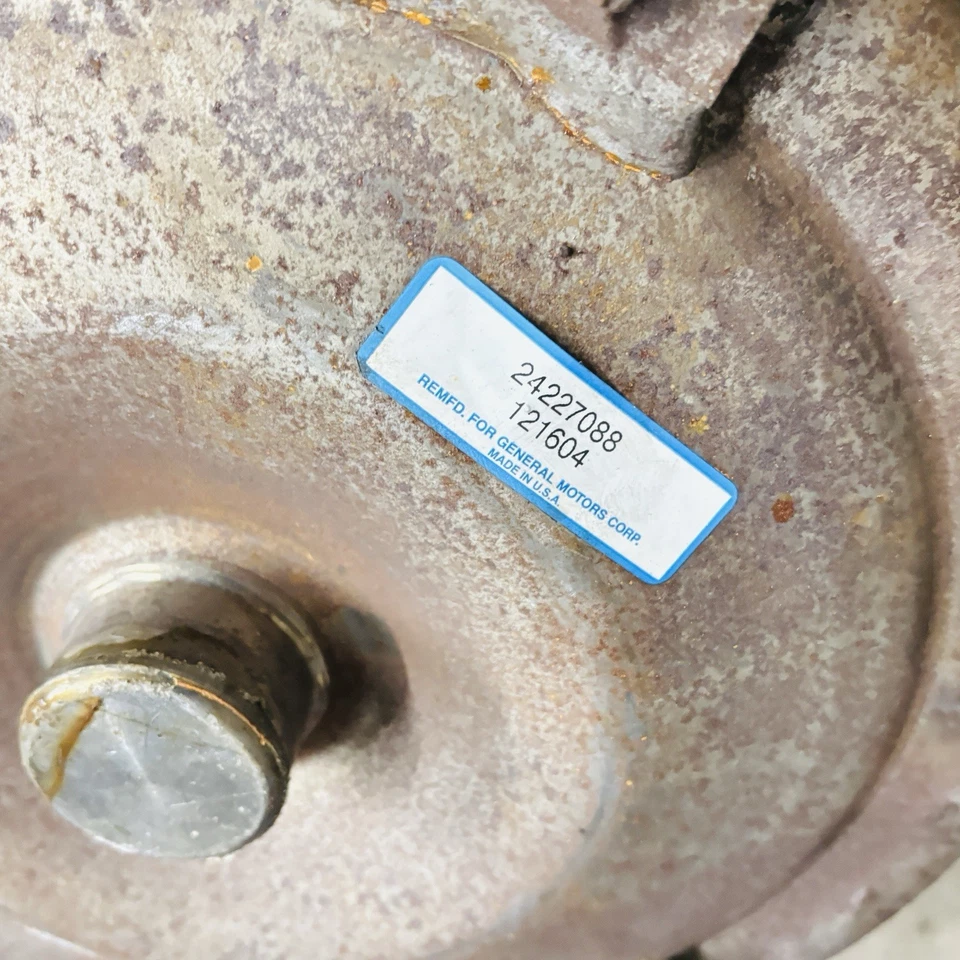 24227088
121604
REMFD. FOR GENERAL MOTORS CORP.
MADE IN U.S.A.